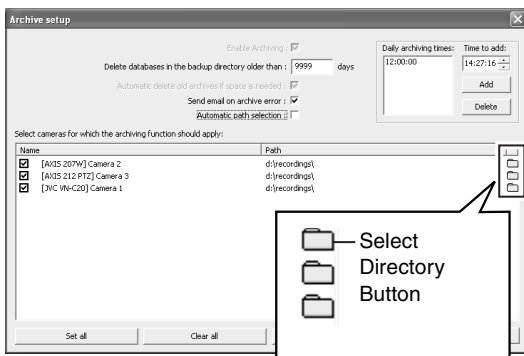 Archive setup
Enable Archiving :
Delete databases in the backup directory older than : 9999 days
Automatic delete old archives if space is needed :
Send email on archive error :
Automatic path selection :
Daily archiving times:
12:00:00
Time to add:
14:27:16
Add
Delete
Select cameras for which the archiving function should apply:
Name Path
[AXIS 207W] Camera 2 d:\recordings\
[AXIS 212 PTZ] Camera 3 d:\recordings\
[JVC VN-C20] Camera 1 d:\recordings\
Select
Directory
Button
Set all Clear all